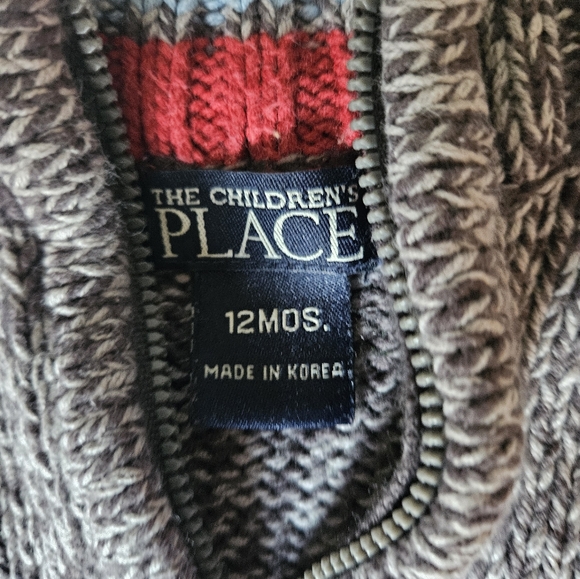 THE CHILDREN'S
PLACE
12MOS.
MADE IN KOREA